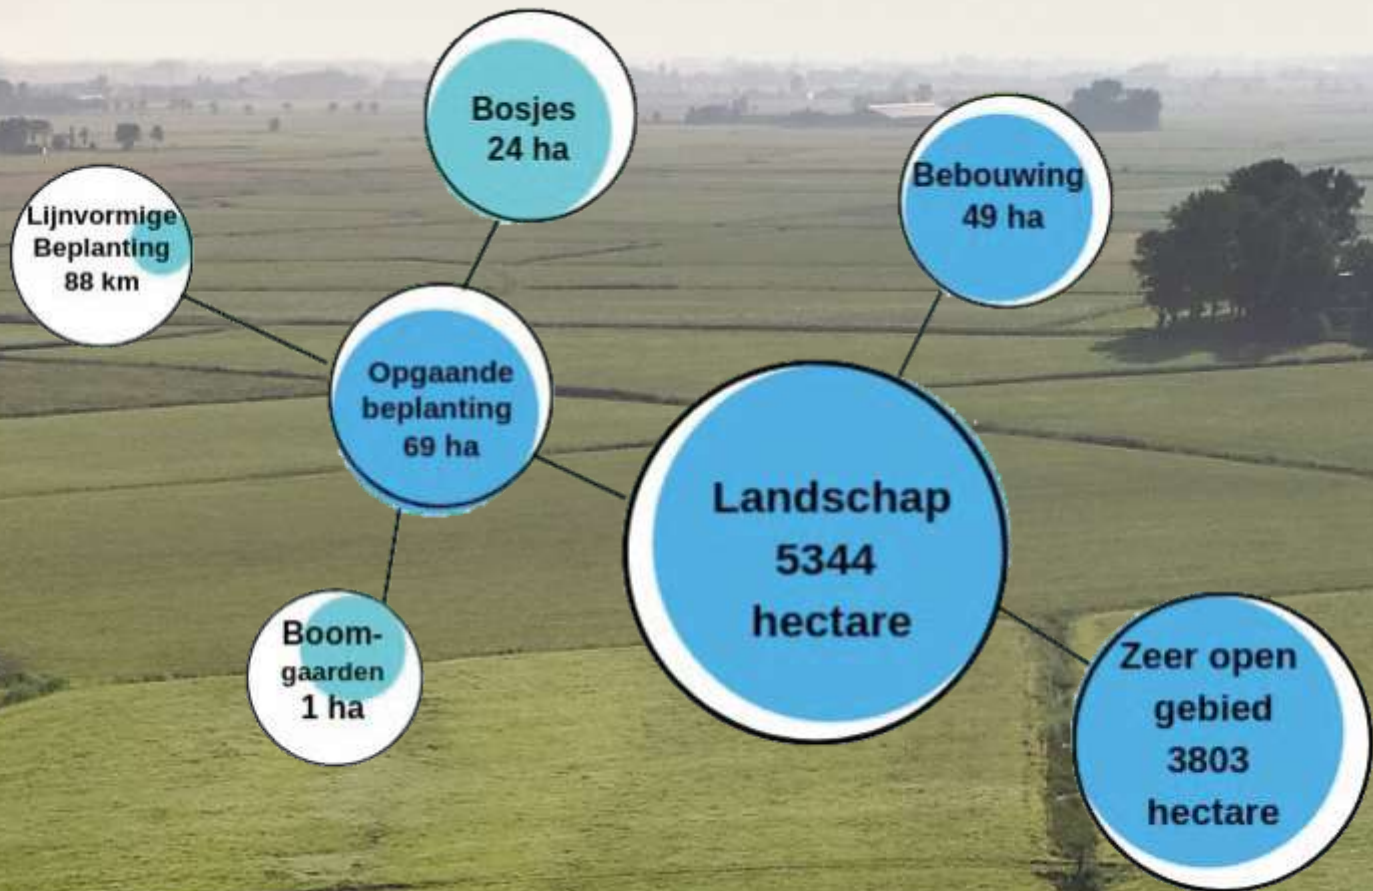 Bosjes
24 ha
Bebouwing
49 ha
Lijnvormige
Beplanting
88 km
Opgaande
beplanting
69 ha
Landschap
5344
hectare
Boom-
gaarden
1 ha
Zeer open
gebied
3803
hectare